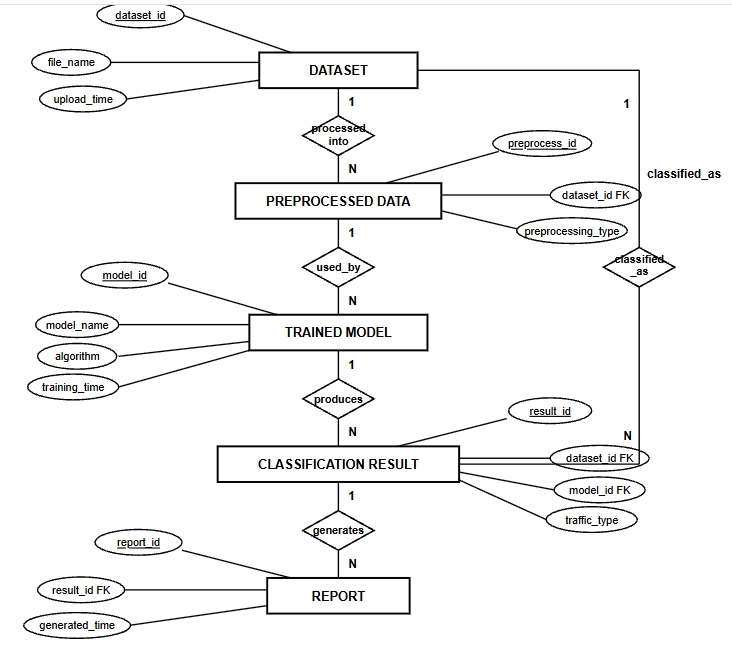 dataset_id
file_name
DATASET
upload_time
1
1
processed
into
preprocess_id
N
classified_as
dataset_id FK
PREPROCESSED DATA
1
preprocessing_type
classified
_as
used_by
model_id
N
model_name
TRAINED MODEL
algorithm
1
training_time
produces
result_id
N
N
dataset_id FK
CLASSIFICATION RESULT
model_id FK
1
traffic_type
generates
report_id
N
result_id FK
REPORT
generated_time